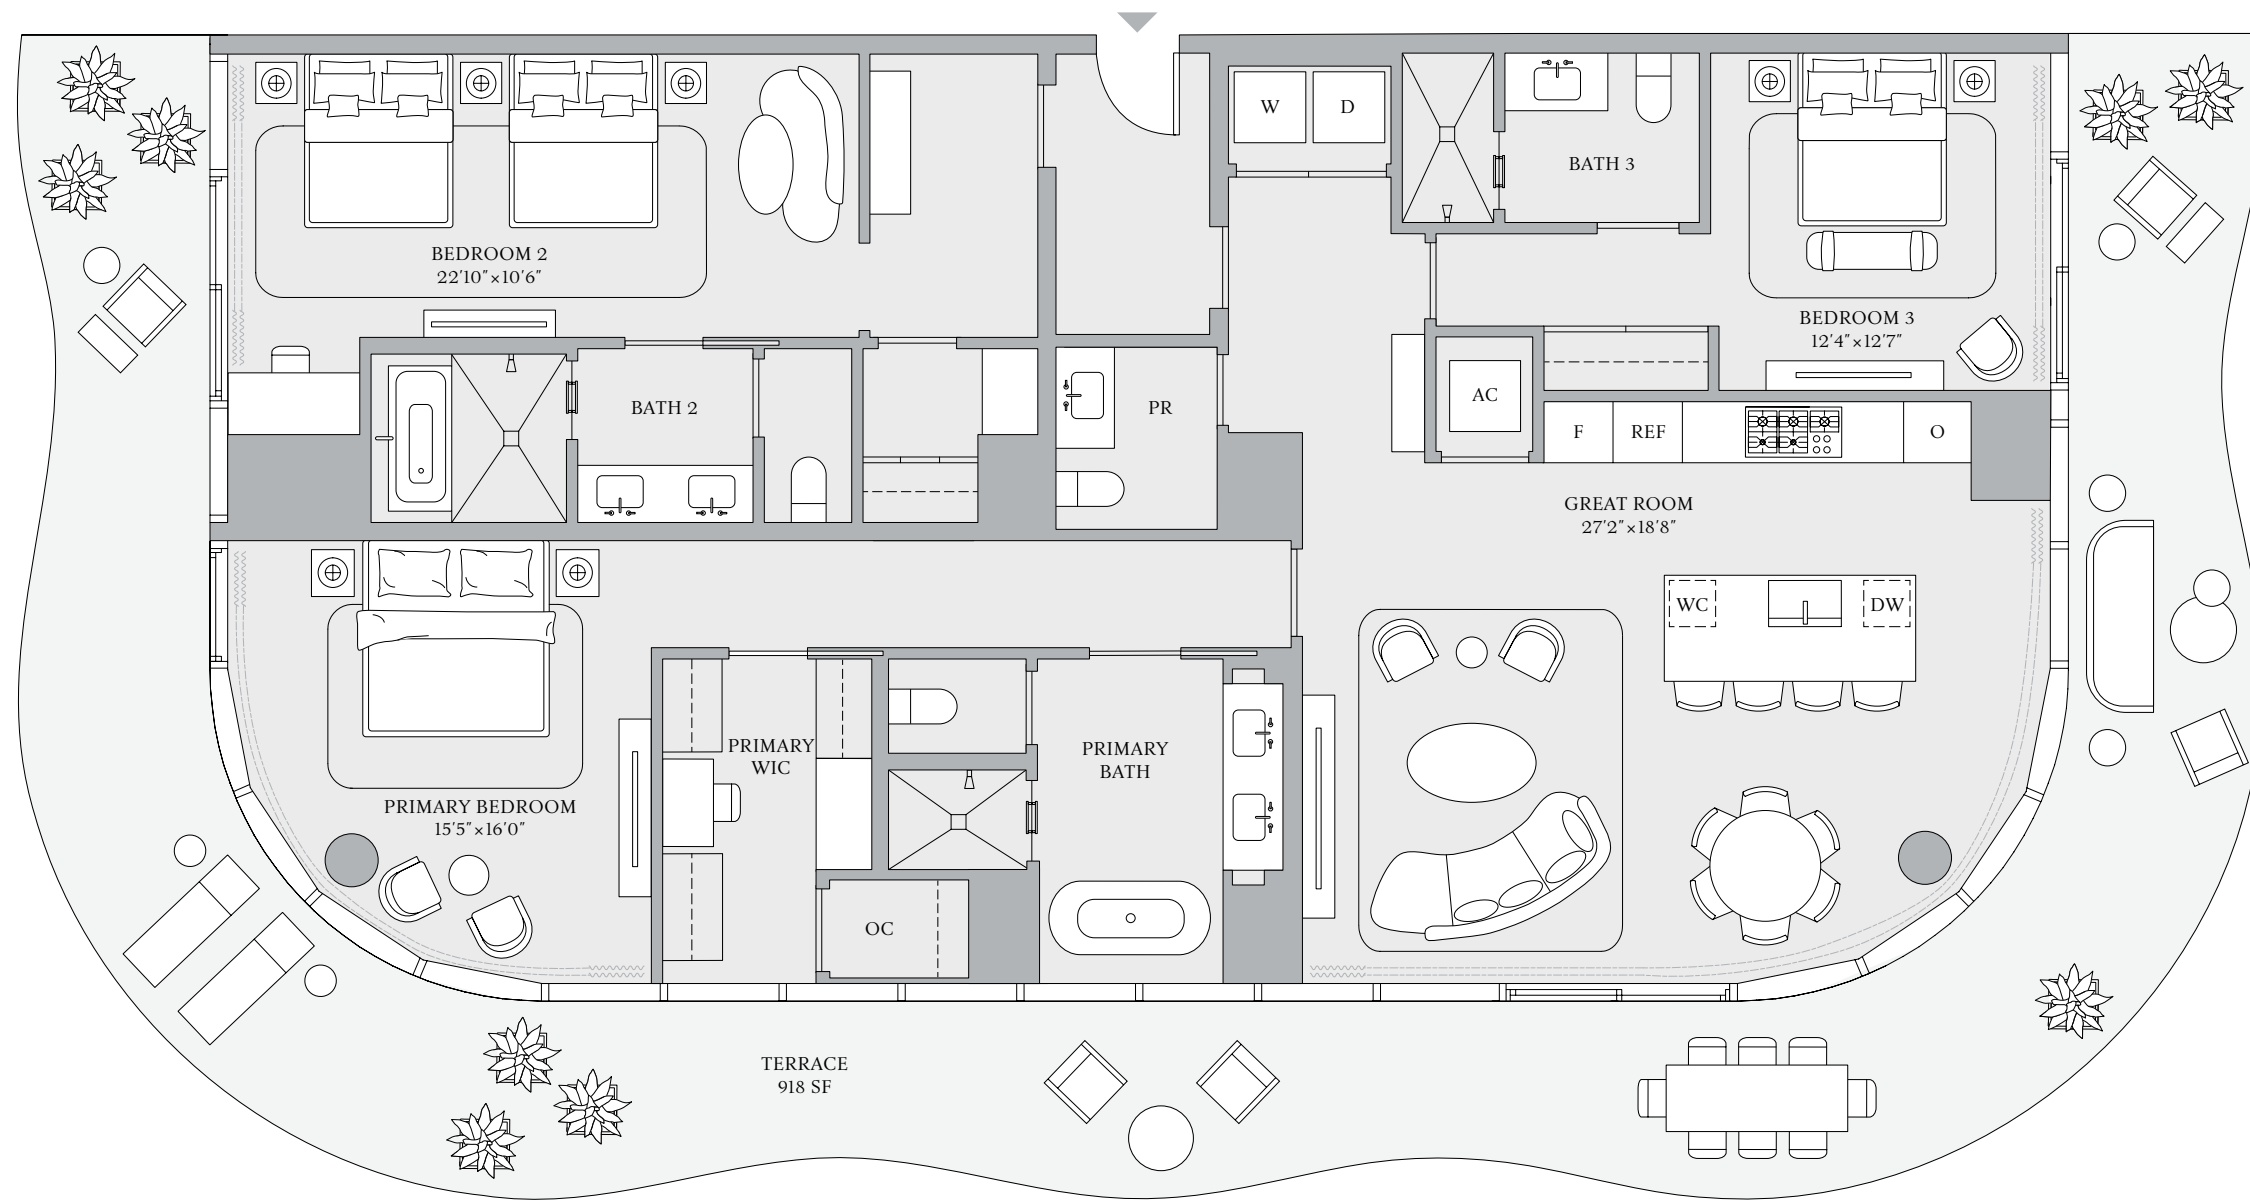 W
D
BATH 3
BEDROOM 2
22'10"×10'6"
BEDROOM 3
12'4"×12'7"
BATH 2
PR
AC
F
REF
O
GREAT ROOM
27'2"×18'8"
WC
DW
PRIMARY
WIC
PRIMARY
BATH
PRIMARY BEDROOM
15'5"×16'0"
OC
TERRACE
918 SF